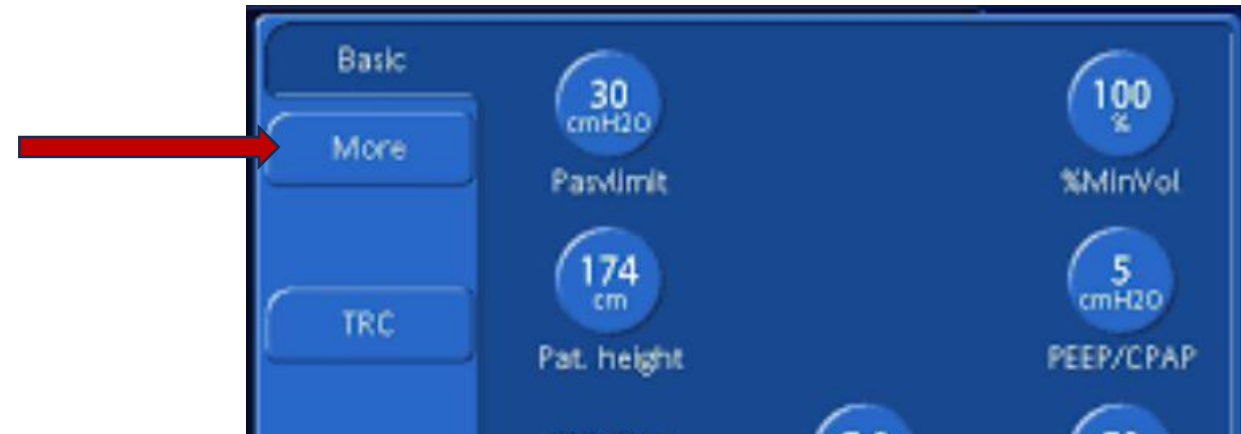 Basic
30
cmH2O
100
%
More
Pasvlimit
%MinVol
174
cm
5
cmH2O
TRC
Pat. height
PEEP/CPAP